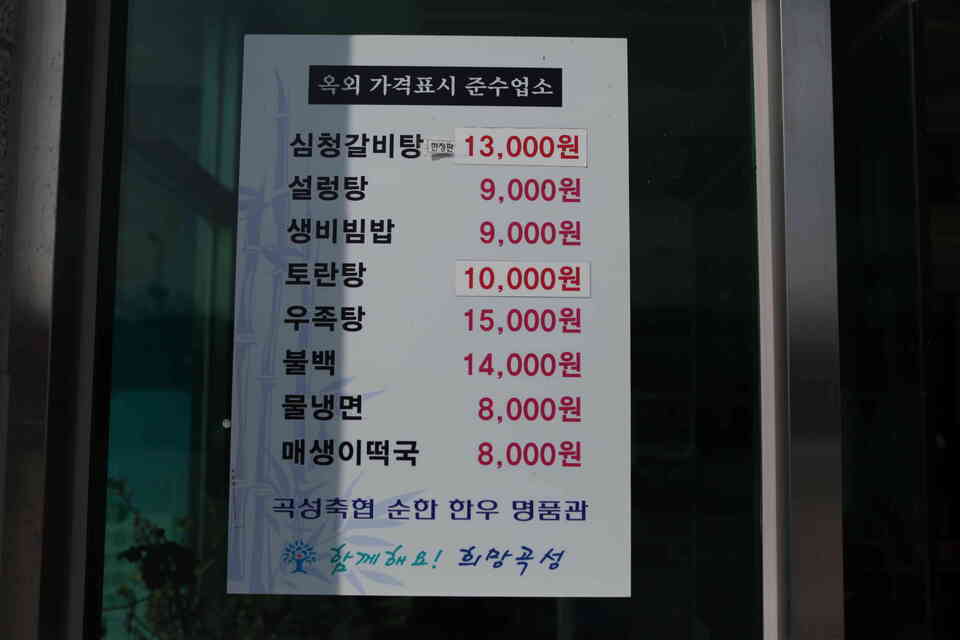 옥외 가격표시 준수업소
심청갈비탕 한정판 13,000원
설렁탕 9,000원
생비빔밥 9,000원
토란탕 10,000원
우족탕 15,000원
불백 14,000원
물냉면 8,000원
매생이떡국 8,000원
곡성축협 순한 한우 명품관
함께해요! 희망곡성